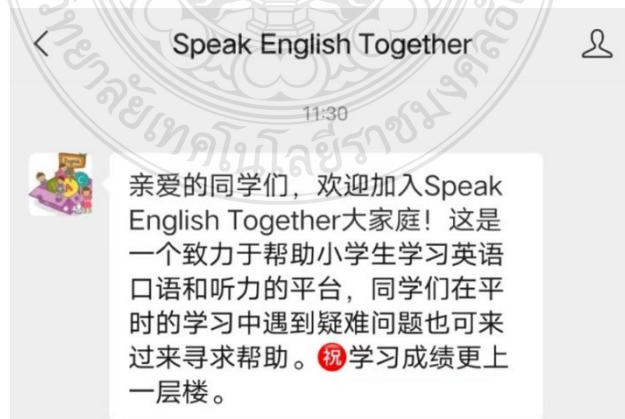 Speak English Together
11:30
亲爱的同学们，欢迎加入Speak
English Together大家庭！这是
一个致力于帮助小学生学习英语
口语和听力的平台，同学们在平
时的学习中遇到疑难问题也可来
过来寻求帮助。㊗学习成绩更上
一层楼。